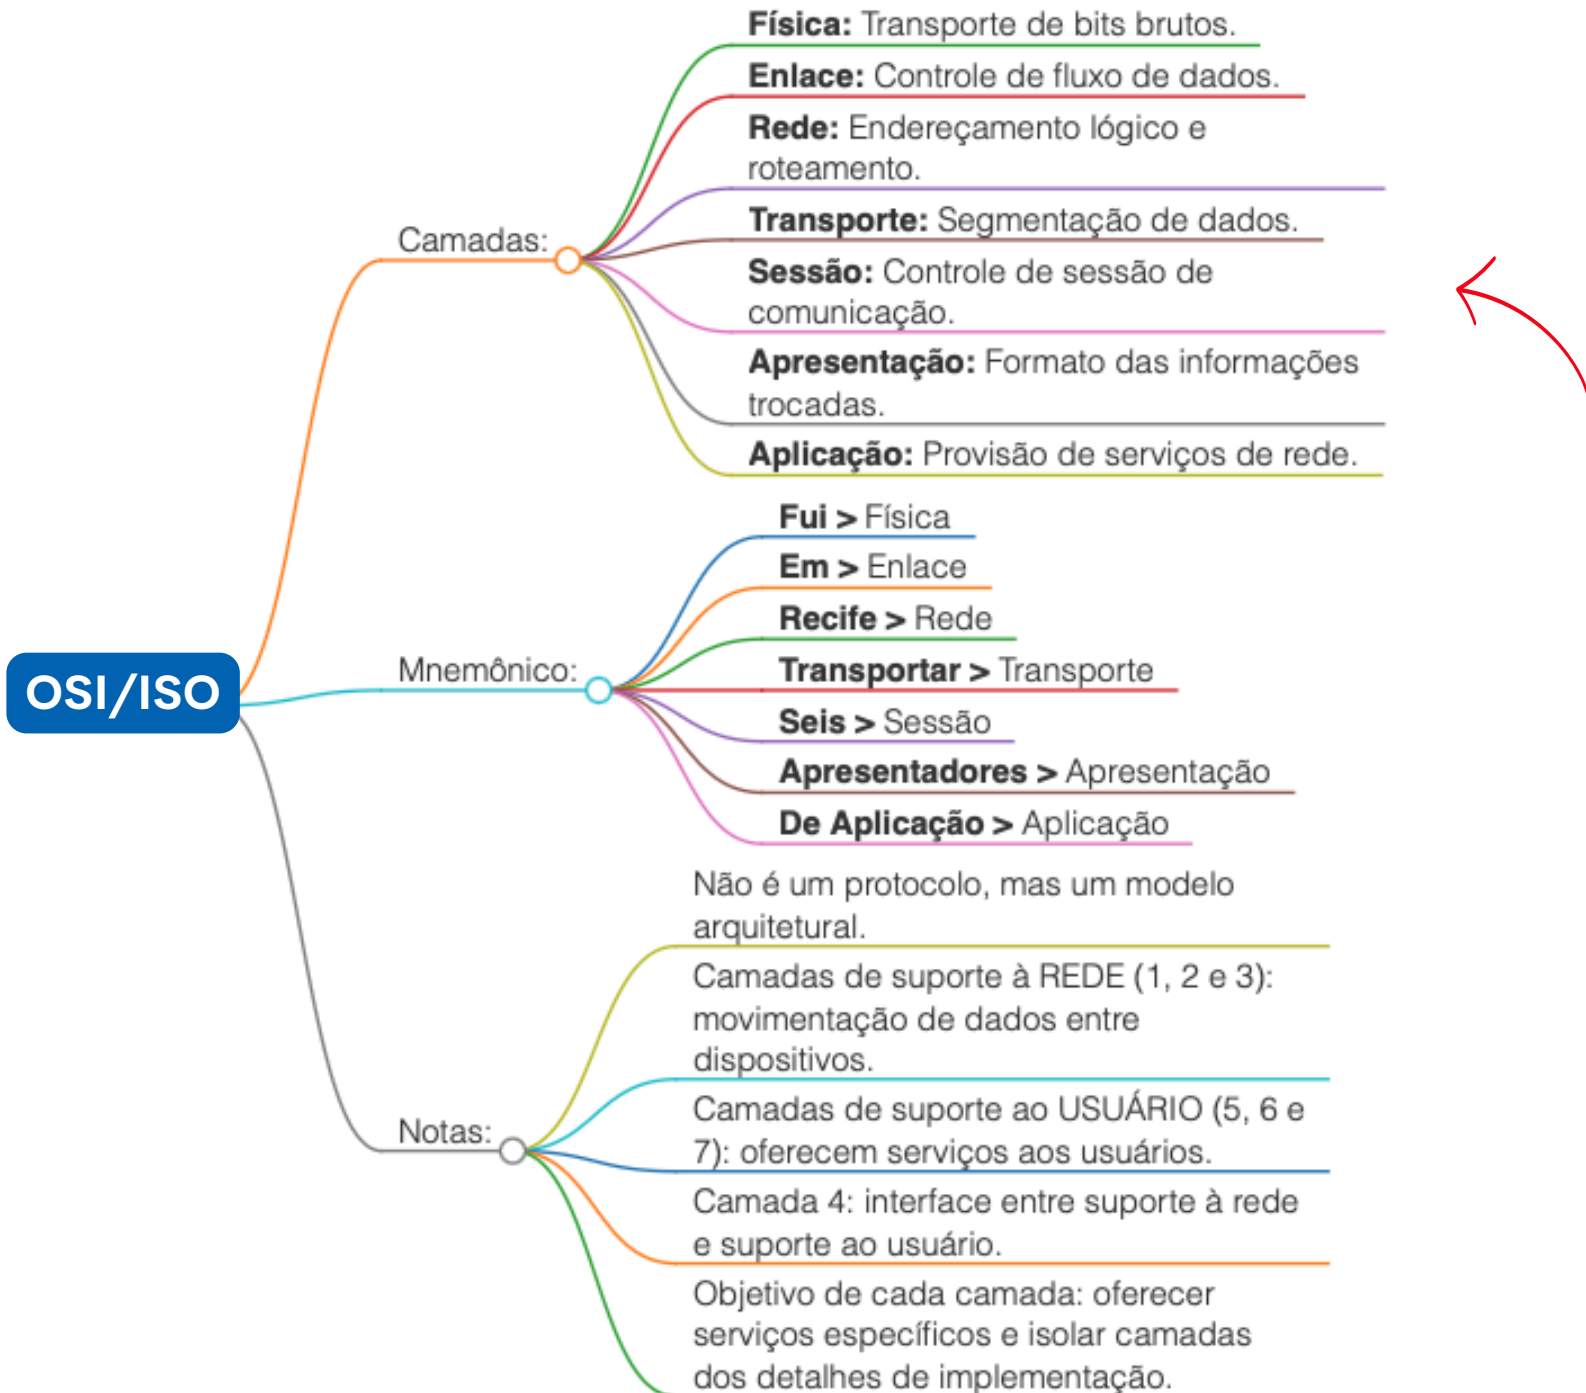 Física: Transporte de bits brutos.
Enlace: Controle de fluxo de dados.
Rede: Endereçamento lógico e
roteamento.
Transporte: Segmentação de dados.
Camadas:
Sessão: Controle de sessão de
comunicação.
Apresentação: Formato das informações
trocadas.
Aplicação: Provisão de serviços de rede.
Fui > Física
Em > Enlace
Recife > Rede
Mnemônico:
Transportar > Transporte
OSI/ISO
Seis > Sessão
Apresentadores > Apresentação
De Aplicação > Aplicação
Não é um protocolo, mas um modelo
arquitetural.
Camadas de suporte à REDE (1, 2 e 3):
movimentação de dados entre
dispositivos.
Notas:
Camadas de suporte ao USUÁRIO (5, 6 e
7): oferecem serviços aos usuários.
Camada 4: interface entre suporte à rede
e suporte ao usuário.
Objetivo de cada camada: oferecer
serviços específicos e isolar camadas
dos detalhes de implementação.